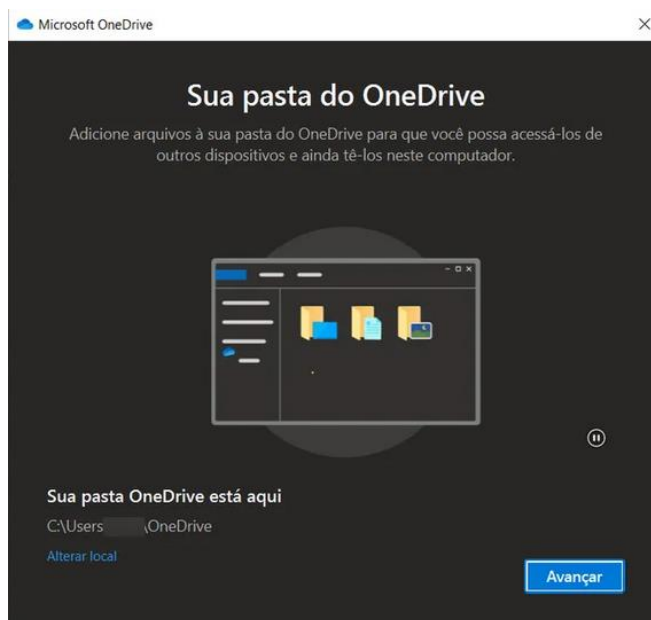 Microsoft OneDrive
Sua pasta do OneDrive
Adicione arquivos à sua pasta do OneDrive para que você possa acessá-los de
outros dispositivos e ainda tê-los neste computador.
Sua pasta OneDrive está aqui
C:\Users \OneDrive
Alterar local
Avançar